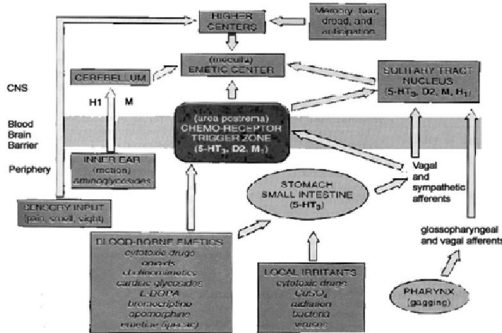 HIGHER
CENTERS
Memory, fear,
dread, and
anticipation
(medulla)
EMETIC CENTER
CEREBELLUM
SOLITARY TRACT
NUCLEUS
(5-HT3, D2, M, H1)
CNS
H1
M
(area postrema)
CHEMO-RECEPTOR
TRIGGER ZONE
(5-HT3, D2, M1)
Blood
Brain
Barrier
Periphery
INNER EAR
(motion)
aminoglycosides
STOMACH
SMALL INTESTINE
(5-HT3)
Vagal
and
sympathetic
afferents
SENSORY INPUT
(pain, smell, sight)
glossopharyngeal
and vagal afferents
BLOOD-BORNE EMETICS
cytotoxic drugs
opioids
cholinomimetics
cardiac glycosides
L-DOPA
bromocriptine
apomorphine
emetine (ipecac)
LOCAL IRRITANTS
cytotoxic drugs
CuSO4
radiation
bacteria
viruses
PHARYNX
(gagging)